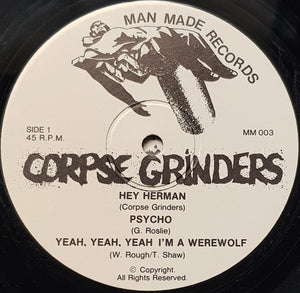 MAN MADE RECORDS
SIDE 1
45 R.P.M.
MM 003
CORPSE GRINDERS
HEY HERMAN
(Corpse Grinders)
PSYCHO
(G. Roslie)
YEAH, YEAH, YEAH I'M A WEREWOLF
(W. Rough/T. Shaw)
© Copyright.
All Rights Reserved.